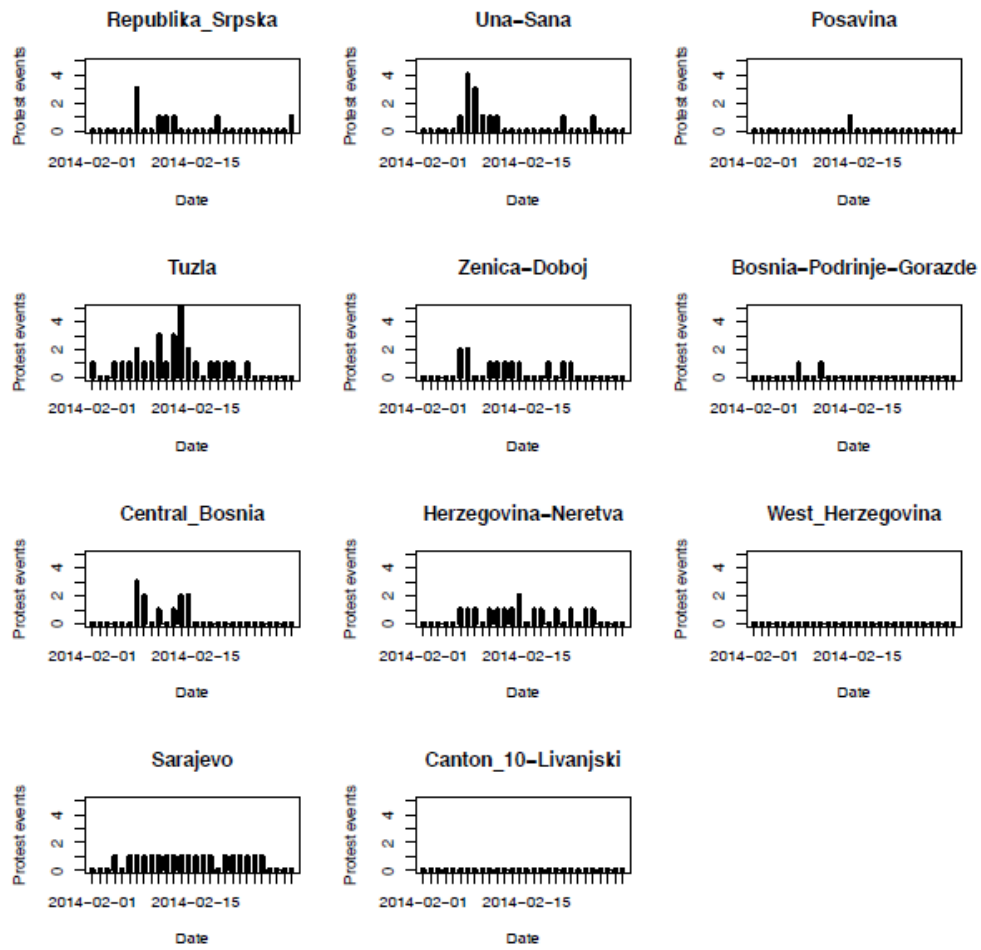 Republika_Srpska
Protest events
0 2 4
2014-02-01 2014-02-15
Date
Una-Sana
Protest events
0 2 4
2014-02-01 2014-02-15
Date
Posavina
Protest events
0 2 4
2014-02-01 2014-02-15
Date
Tuzla
Protest events
0 2 4
2014-02-01 2014-02-15
Date
Zenica-Doboj
Protest events
0 2 4
2014-02-01 2014-02-15
Date
Bosnia-Podrinje-Gorazde
Protest events
0 2 4
2014-02-01 2014-02-15
Date
Central_Bosnia
Protest events
0 2 4
2014-02-01 2014-02-15
Date
Herzegovina-Neretva
Protest events
0 2 4
2014-02-01 2014-02-15
Date
West_Herzegovina
Protest events
0 2 4
2014-02-01 2014-02-15
Date
Sarajevo
Protest events
0 2 4
2014-02-01 2014-02-15
Date
Canton_10-Livanjski
Protest events
0 2 4
2014-02-01 2014-02-15
Date